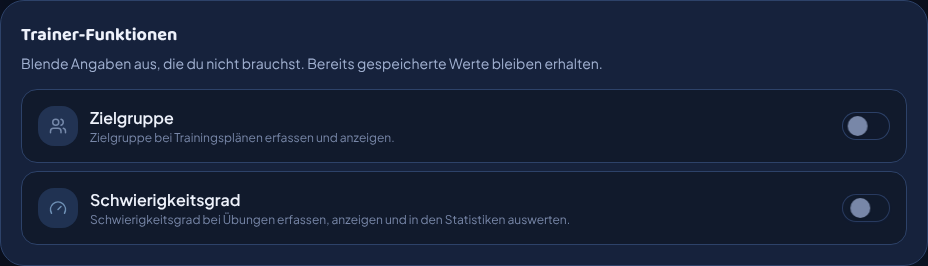 Trainer-Funktionen
Blende Angaben aus, die du nicht brauchst. Bereits gespeicherte Werte bleiben erhalten.
Zielgruppe
Zielgruppe bei Trainingsplänen erfassen und anzeigen.
Schwierigkeitsgrad
Schwierigkeitsgrad bei Übungen erfassen, anzeigen und in den Statistiken auswerten.